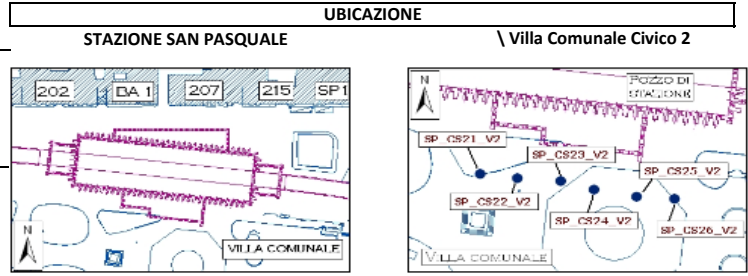 UBICAZIONE
STAZIONE SAN PASQUALE
\ Villa Comunale Civico 2
202
BA 1
207
215
SP1
N
VILLA COMUNALE
N
POZZO DI
STAZIONE
SP_CS21_V2
SP_CS23_V2
SP_CS25_V2
SP_CS22_V2
SP_CS24_V2
SP_CS26_V2
VILLA COMUNALE